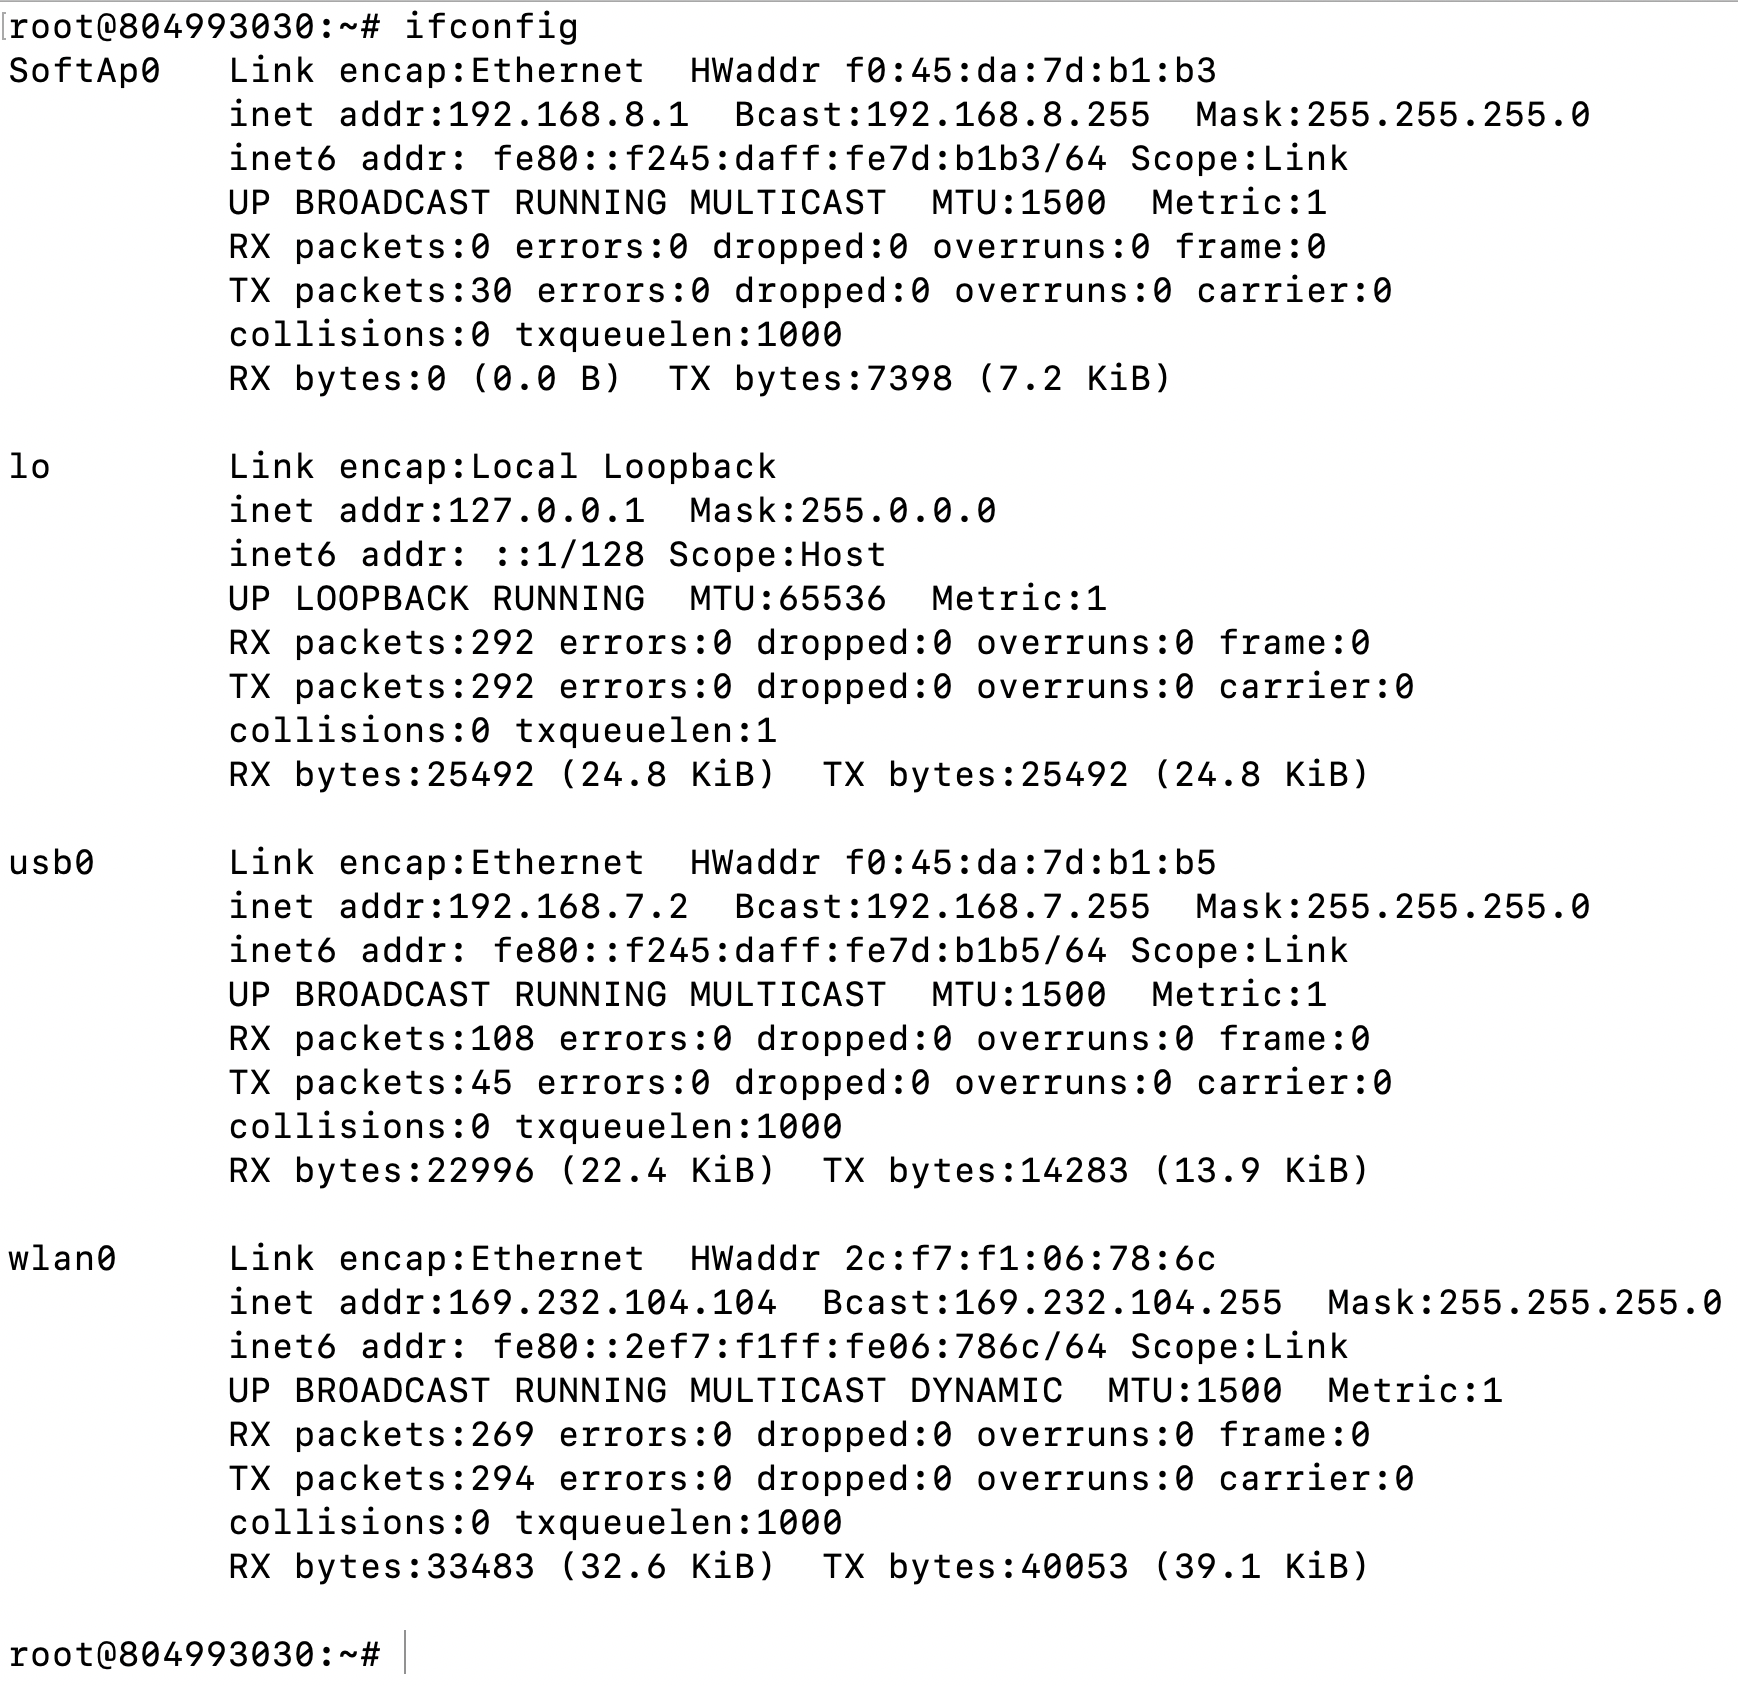 root@804993030:~# ifconfig
SoftAp0   Link encap:Ethernet  HWaddr f0:45:da:7d:b1:b3
          inet addr:192.168.8.1  Bcast:192.168.8.255  Mask:255.255.255.0
          inet6 addr: fe80::f245:daff:fe7d:b1b3/64 Scope:Link
          UP BROADCAST RUNNING MULTICAST  MTU:1500  Metric:1
          RX packets:0 errors:0 dropped:0 overruns:0 frame:0
          TX packets:30 errors:0 dropped:0 overruns:0 carrier:0
          collisions:0 txqueuelen:1000
          RX bytes:0 (0.0 B)  TX bytes:7398 (7.2 KiB)

lo        Link encap:Local Loopback
          inet addr:127.0.0.1  Mask:255.0.0.0
          inet6 addr: ::1/128 Scope:Host
          UP LOOPBACK RUNNING  MTU:65536  Metric:1
          RX packets:292 errors:0 dropped:0 overruns:0 frame:0
          TX packets:292 errors:0 dropped:0 overruns:0 carrier:0
          collisions:0 txqueuelen:1
          RX bytes:25492 (24.8 KiB)  TX bytes:25492 (24.8 KiB)

usb0      Link encap:Ethernet  HWaddr f0:45:da:7d:b1:b5
          inet addr:192.168.7.2  Bcast:192.168.7.255  Mask:255.255.255.0
          inet6 addr: fe80::f245:daff:fe7d:b1b5/64 Scope:Link
          UP BROADCAST RUNNING MULTICAST  MTU:1500  Metric:1
          RX packets:108 errors:0 dropped:0 overruns:0 frame:0
          TX packets:45 errors:0 dropped:0 overruns:0 carrier:0
          collisions:0 txqueuelen:1000
          RX bytes:22996 (22.4 KiB)  TX bytes:14283 (13.9 KiB)

wlan0     Link encap:Ethernet  HWaddr 2c:f7:f1:06:78:6c
          inet addr:169.232.104.104  Bcast:169.232.104.255  Mask:255.255.255.0
          inet6 addr: fe80::2ef7:f1ff:fe06:786c/64 Scope:Link
          UP BROADCAST RUNNING MULTICAST DYNAMIC  MTU:1500  Metric:1
          RX packets:269 errors:0 dropped:0 overruns:0 frame:0
          TX packets:294 errors:0 dropped:0 overruns:0 carrier:0
          collisions:0 txqueuelen:1000
          RX bytes:33483 (32.6 KiB)  TX bytes:40053 (39.1 KiB)

root@804993030:~#